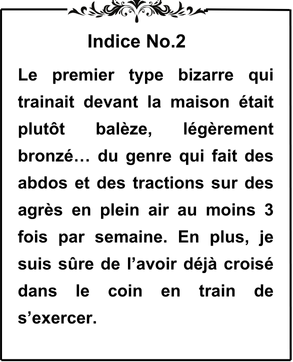 Indice No.2
Le premier type bizarre qui
trainait devant la maison était
plutôt balèze, légèrement
bronzé… du genre qui fait des
abdos et des tractions sur des
agrès en plein air au moins 3
fois par semaine. En plus, je
suis sûre de l’avoir déjà croisé
dans le coin en train de
s’exercer.